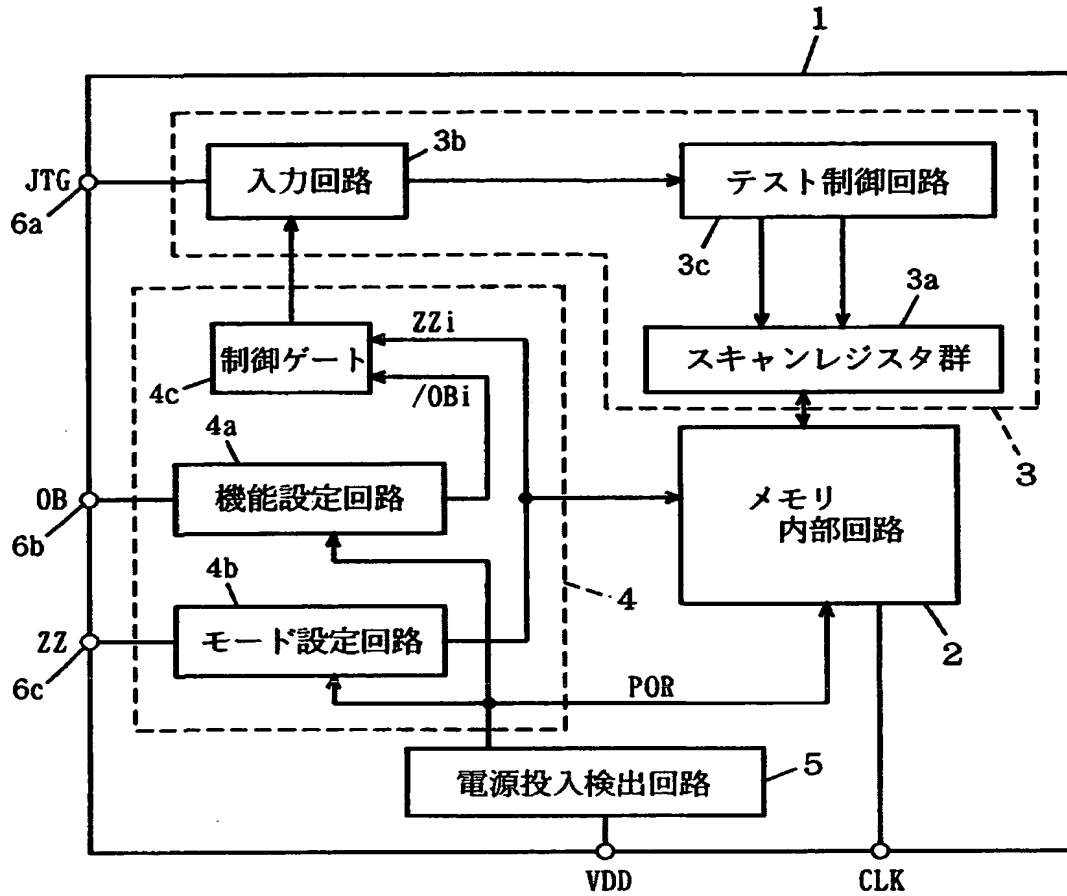 1
3b
JTG
入力回路
テスト制御回路
6a
3c
3a
ZZi
スキャンレジスタ群
制御ゲート
4c
/OBi
3
4a
OB
機能設定回路
メモリ
内部回路
6b
4b
4
ZZ
モード設定回路
2
6c
POR
電源投入検出回路
5
VDD
CLK